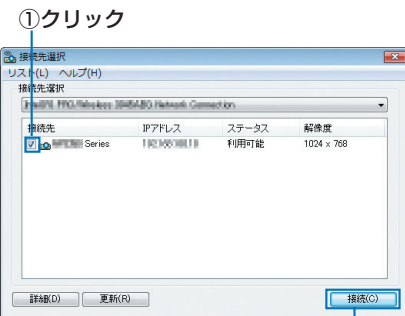 ①クリック
接続先選択
リスト(L) ヘルプ(H)
接続先選択
接続先 IPアドレス ステータス 解像度
Series 利用可能 1024 x 768
詳細(D) 更新(R) 接続(C)